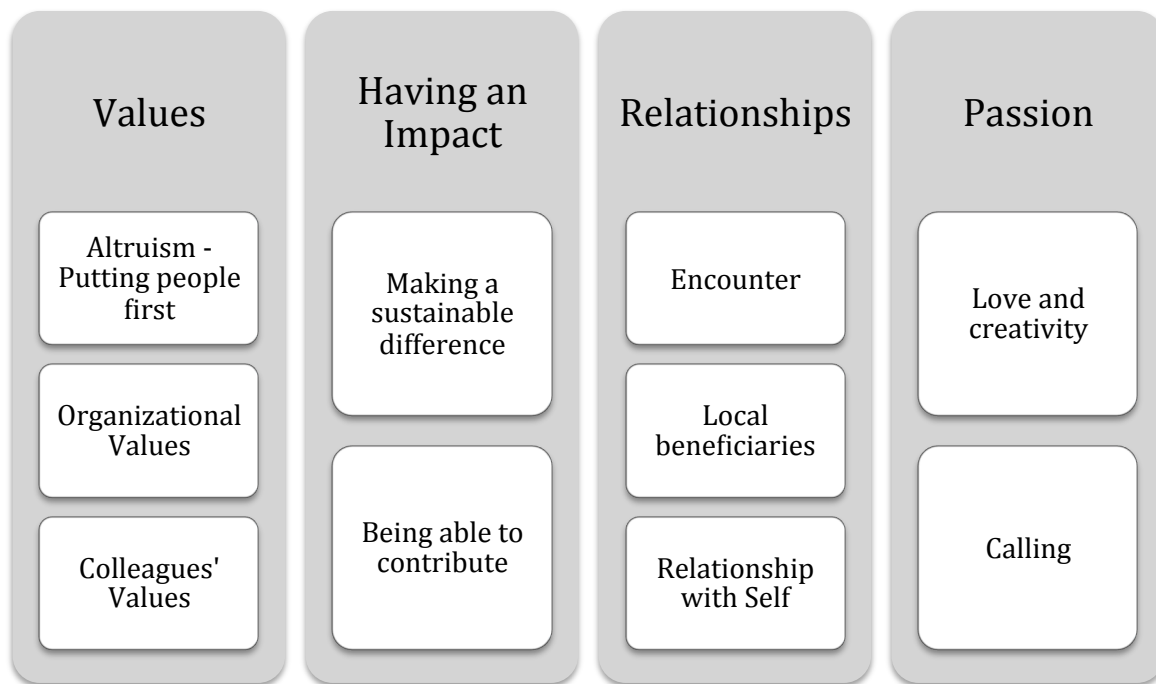 Values
Altruism -
Putting people
first
Organizational
Values
Colleagues'
Values
Having an
Impact
Making a
sustainable
difference
Being able to
contribute
Relationships
Encounter
Local
beneficiaries
Relationship
with Self
Passion
Love and
creativity
Calling